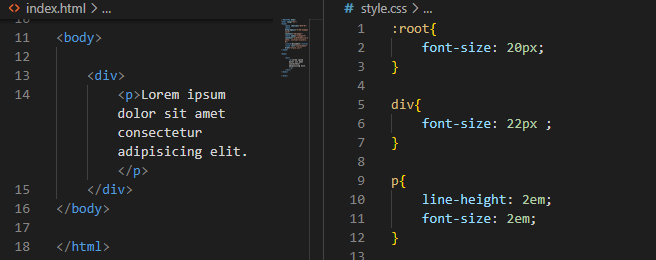 index.html > ...
10
11 <body>
12
13 <div>
14 <p>Lorem ipsum
dolor sit amet
consectetur
adipisicing elit.
</p>
15 </div>
16 </body>
17
18 </html>
# style.css > ...
1 :root{
2 font-size: 20px;
3 }
4
5 div{
6 font-size: 22px ;
7 }
8
9 p{
10 line-height: 2em;
11 font-size: 2em;
12 }